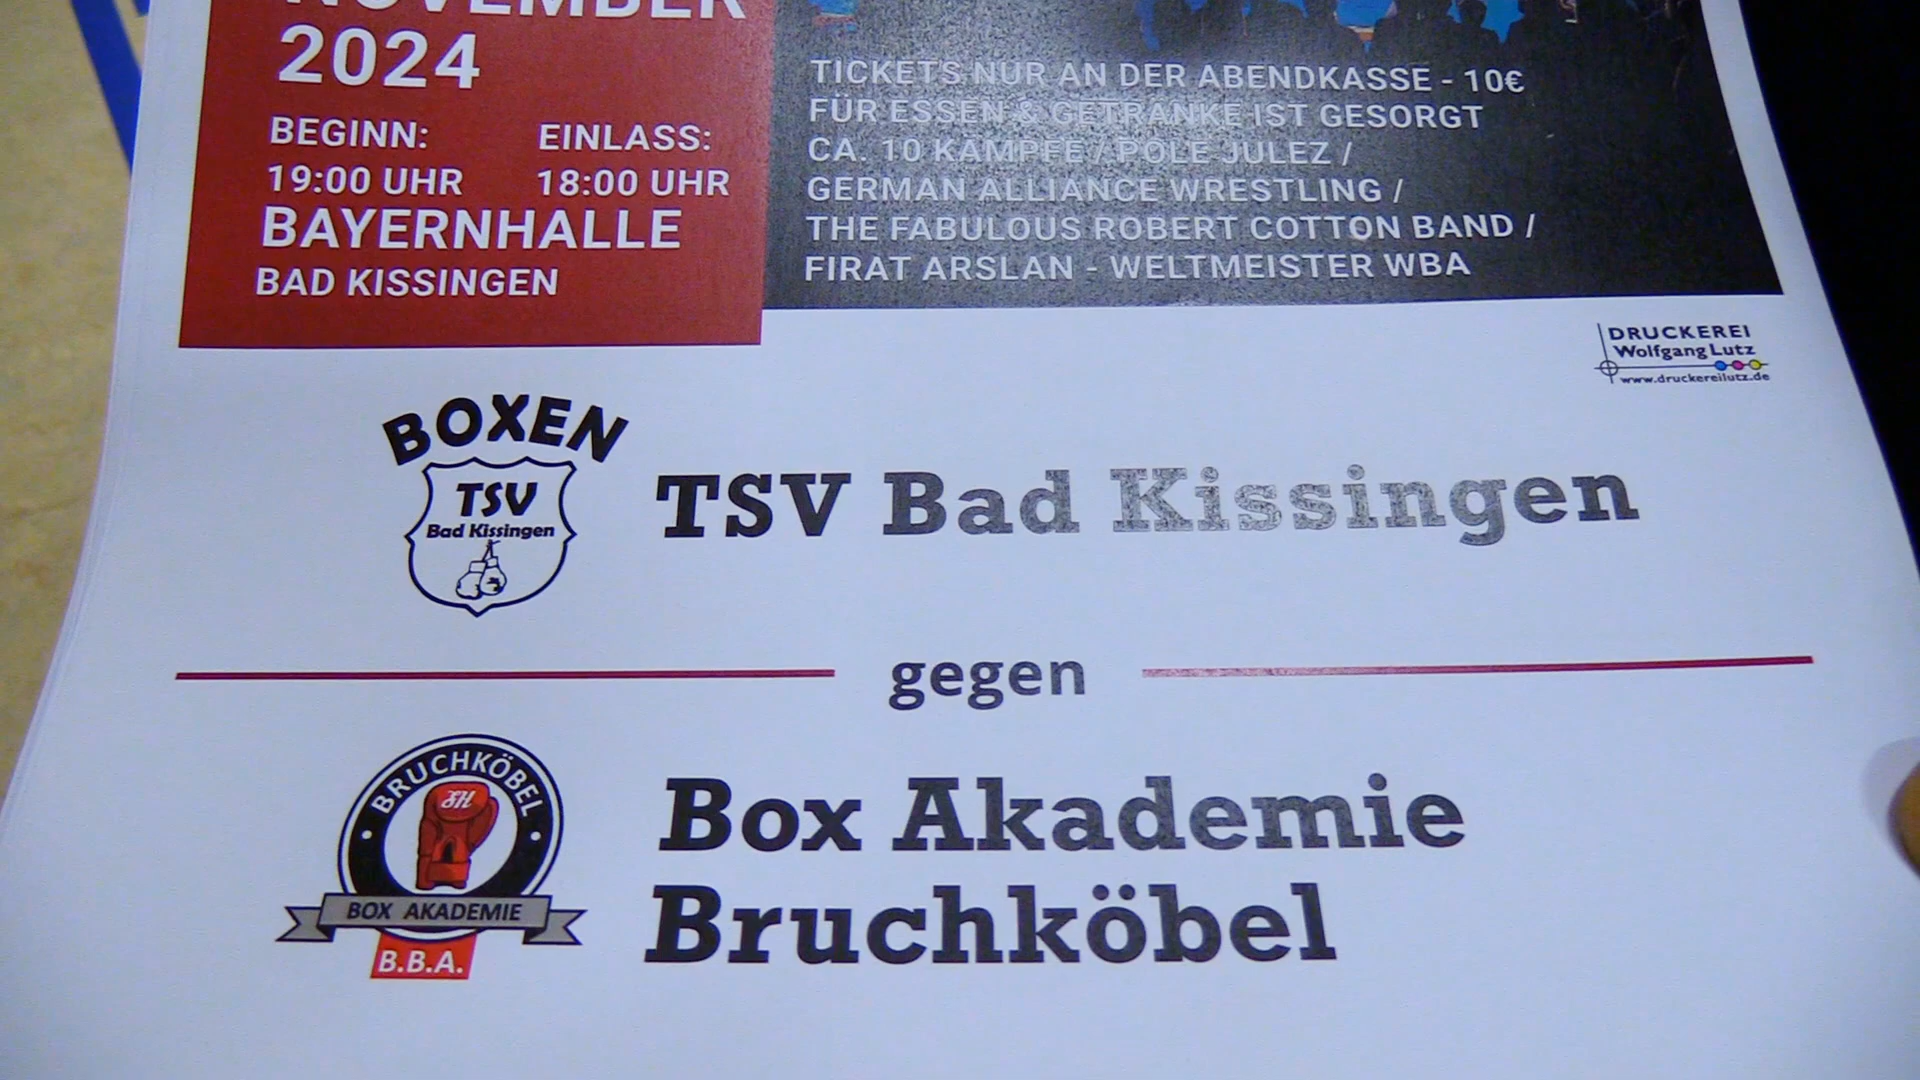 NOVEMBER
2024
BEGINN: EINLASS:
19:00 UHR 18:00 UHR
BAYERNHALLE
BAD KISSINGEN
TICKETS NUR AN DER ABENDKASSE - 10€
FÜR ESSEN & GETRÄNKE IST GESORGT
CA. 10 KÄMPFE / POLE JULEZ /
GERMAN ALLIANCE WRESTLING /
THE FABULOUS ROBERT COTTON BAND /
FIRAT ARSLAN - WELTMEISTER WBA
DRUCKEREI
Wolfgang Lutz
www.druckereilutz.de
BOXEN
TSV
Bad Kissingen
TSV Bad Kissingen
gegen
BRUCHKÖBEL
SH
BOX AKADEMIE
B.B.A.
Box Akademie
Bruchköbel